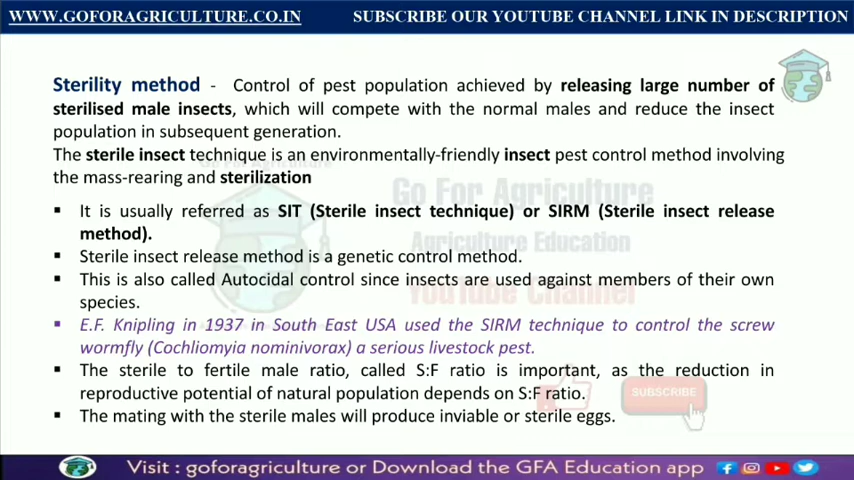 WWW.GOFORAGRICULTURE.CO.IN SUBSCRIBE OUR YOUTUBE CHANNEL LINK IN DESCRIPTION
Sterility method - Control of pest population achieved by releasing large number of
sterilised male insects, which will compete with the normal males and reduce the insect
population in subsequent generation.
The sterile insect technique is an environmentally-friendly insect pest control method involving
the mass-rearing and sterilization
Go For Agriculture
Agriculture Education
YouTube Channel
▪ It is usually referred as SIT (Sterile insect technique) or SIRM (Sterile insect release
method).
▪ Sterile insect release method is a genetic control method.
▪ This is also called Autocidal control since insects are used against members of their own
species.
▪ E.F. Knipling in 1937 in South East USA used the SIRM technique to control the screw
wormfly (Cochliomyia nominivorax) a serious livestock pest.
▪ The sterile to fertile male ratio, called S:F ratio is important, as the reduction in
reproductive potential of natural population depends on S:F ratio.
SUBSCRIBE
▪ The mating with the sterile males will produce inviable or sterile eggs.
Visit : goforagriculture or Download the GFA Education app